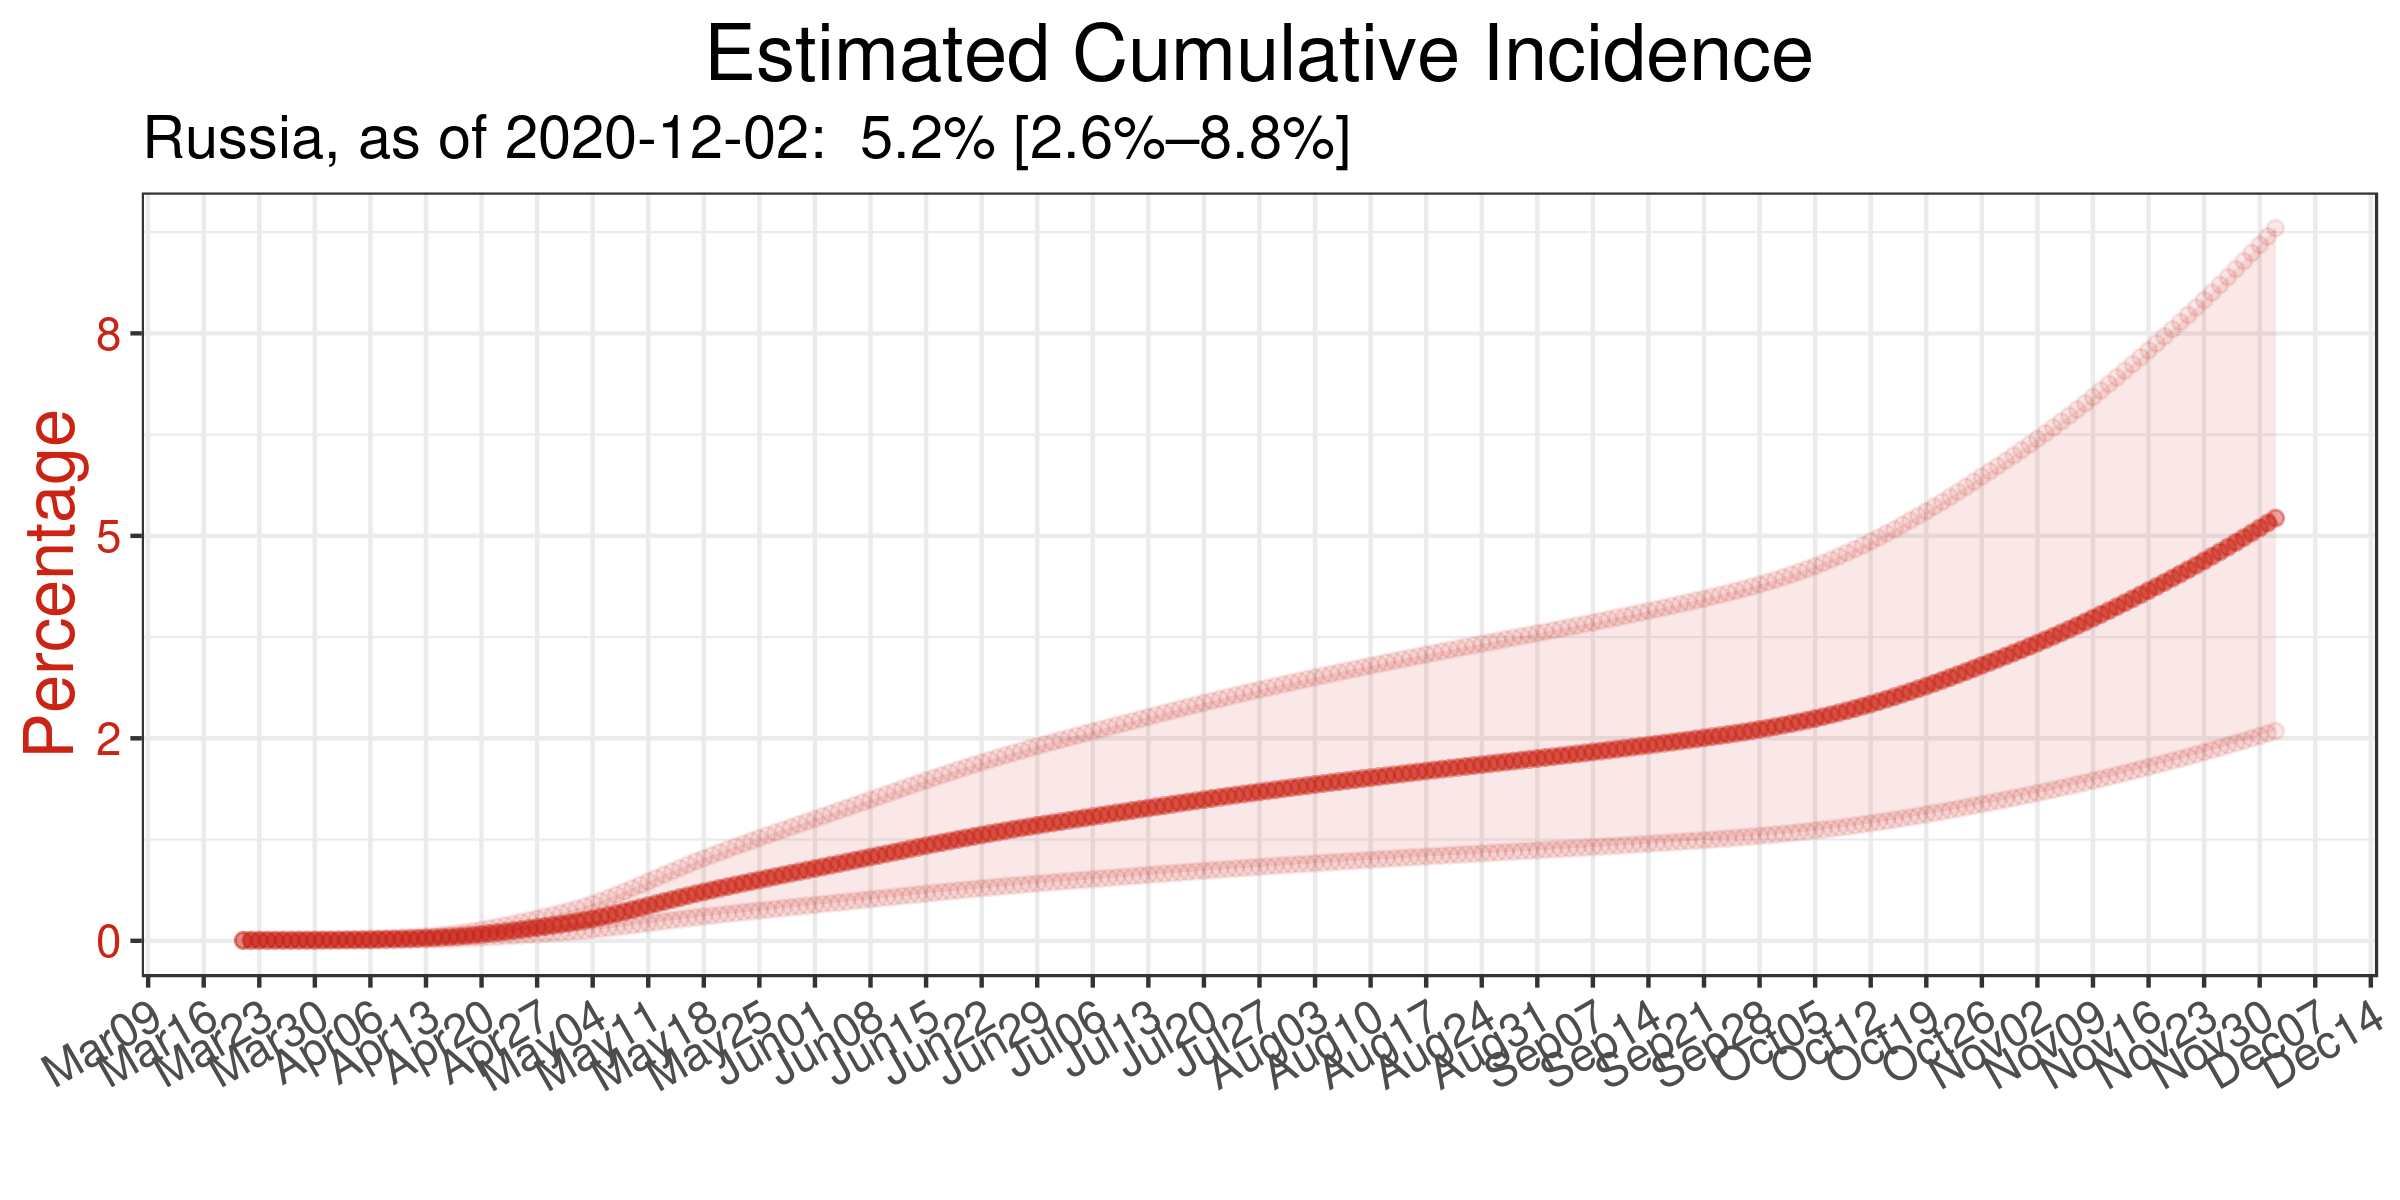 Estimated Cumulative Incidence
Russia, as of 2020-12-02:  5.2% [2.6%–8.8%]
Percentage
8
5
2
0
Mar09
Mar16
Mar23
Mar30
Apr06
Apr13
Apr20
Apr27
May04
May11
May18
May25
Jun01
Jun08
Jun15
Jun22
Jun29
Jul06
Jul13
Jul20
Jul27
Aug03
Aug10
Aug17
Aug24
Aug31
Sep07
Sep14
Sep21
Sep28
Oct05
Oct12
Oct19
Oct26
Nov02
Nov09
Nov16
Nov23
Nov30
Dec07
Dec14